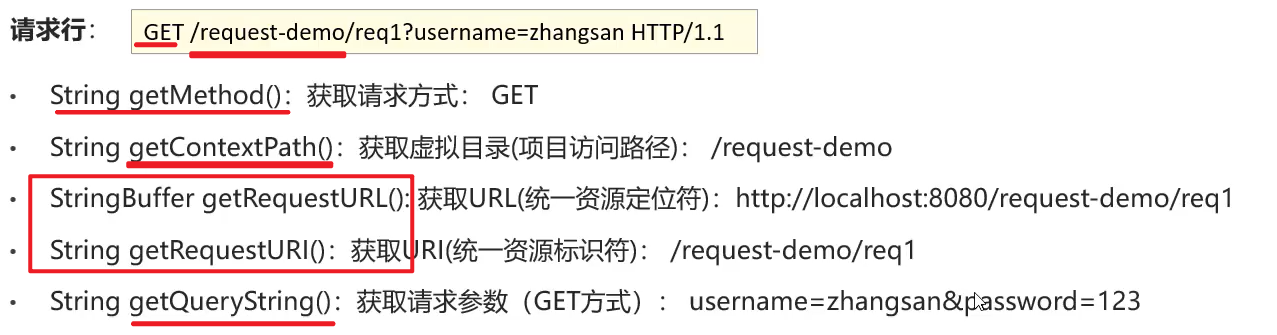 请求行： GET /request-demo/req1?username=zhangsan HTTP/1.1
• String getMethod()：获取请求方式： GET
• String getContextPath()：获取虚拟目录(项目访问路径)： /request-demo
• StringBuffer getRequestURL(): 获取URL(统一资源定位符)：http://localhost:8080/request-demo/req1
• String getRequestURI()：获取URI(统一资源标识符)： /request-demo/req1
• String getQueryString()：获取请求参数（GET方式）： username=zhangsan&password=123